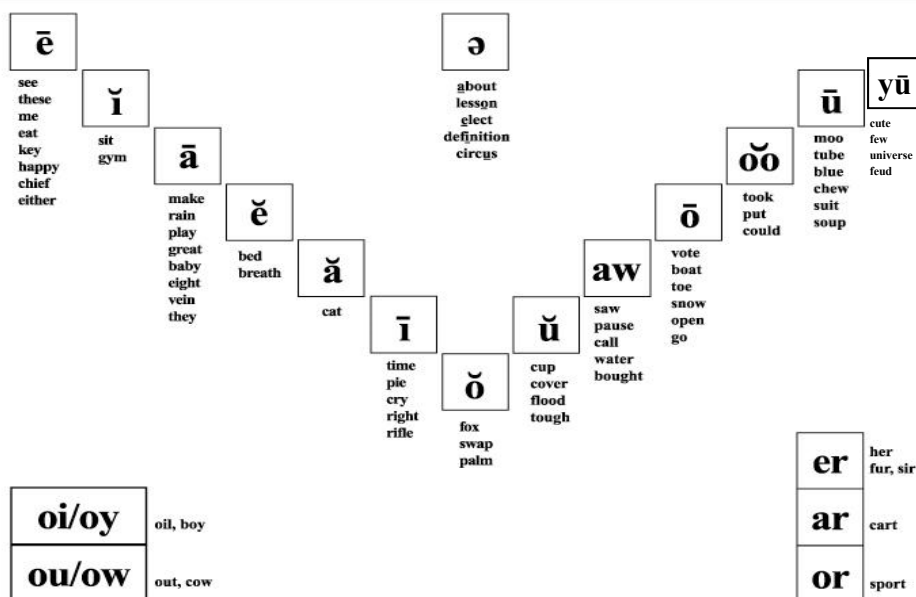 ē
see
these
me
eat
key
happy
chief
either
ĭ
sit
gym
ā
make
rain
play
great
baby
eight
vein
they
ĕ
bed
breath
ă
cat
ī
time
pie
cry
right
rifle
ŏ
fox
swap
palm
ŭ
cup
cover
flood
tough
aw
saw
pause
call
water
bought
ō
vote
boat
toe
snow
open
go
o͝o
took
put
could
ū
moo
tube
blue
chew
suit
soup
yū
cute
few
universe
feud
ə
about
lesson
elect
definition
circus
oi/oy
oil, boy
ou/ow
out, cow
er
her
fur, sir
ar
cart
or
sport